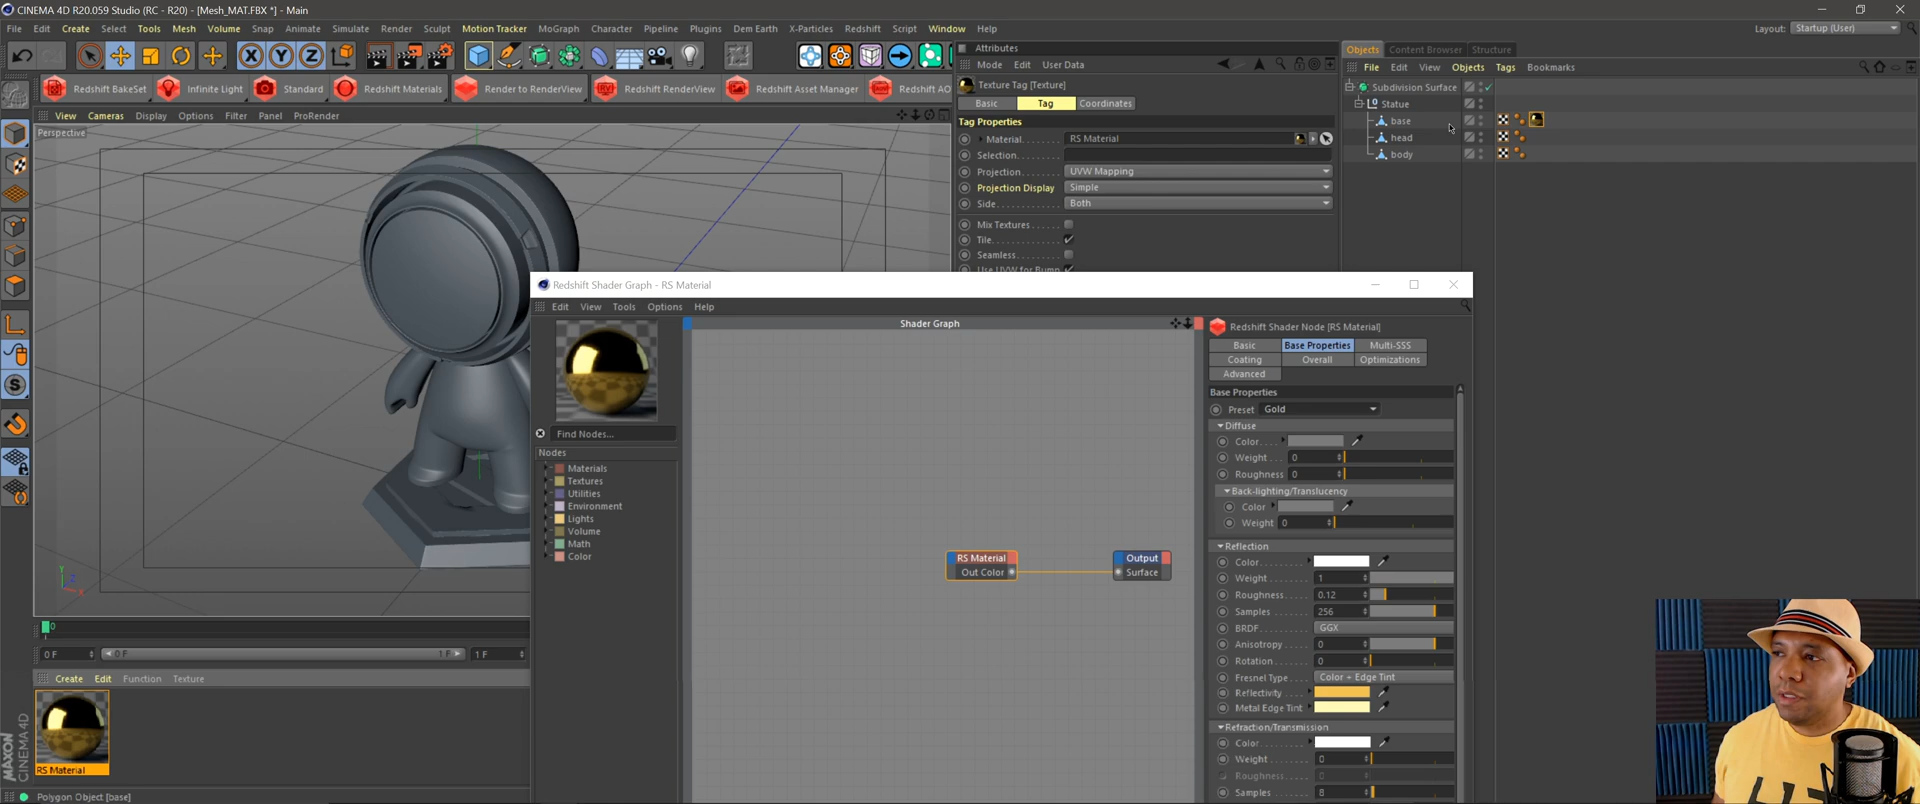 CINEMA 4D R20.059 Studio (RC - R20) - [Mesh_MAT.FBX *] - Main
File Edit Create Select Tools Mesh Volume Snap Animate Simulate Render Sculpt Motion Tracker MoGraph Character Pipeline Plugins Dem Earth X-Particles Redshift Script Window Help
Layout: Startup (User)
Redshift BakeSet
Infinite Light
Standard
Redshift Materials
Render to RenderView
Redshift RenderView
Redshift Asset Manager
Redshift AO
View Cameras Display Options Filter Panel ProRender
Perspective
Attributes
Mode Edit User Data
Texture Tag [Texture]
Basic Tag Coordinates
Tag Properties
Material RS Material
Selection
Projection UVW Mapping
Projection Display Simple
Side Both
Mix Textures
Tile
Seamless
Use UVW for Bump
Objects Content Browser Structure
File Edit View Objects Tags Bookmarks
Subdivision Surface
Statue
base
head
body
Redshift Shader Graph - RS Material
Edit View Tools Options Help
Shader Graph
Find Nodes...
Nodes
Materials
Textures
Utilities
Environment
Lights
Volume
Math
Color
RS Material
Out Color
Output
Surface
Redshift Shader Node [RS Material]
Basic Base Properties Multi-SSS
Coating Overall Optimizations
Advanced
Base Properties
Preset Gold
Diffuse
Color
Weight 0
Roughness 0
Back-lighting/Translucency
Color
Weight 0
Reflection
Color
Weight 1
Roughness 0.12
Samples 256
BRDF GGX
Anisotropy 0
Rotation 0
Fresnel Type Color + Edge Tint
Reflectivity
Metal Edge Tint
Refraction/Transmission
Color
Weight 0
Roughness 0
Samples 8
0
0 F 0 F 1 F 1 F
Create Edit Function Texture
RS Material
MAXON CINEMA 4D
Polygon Object [base]
X Y Z